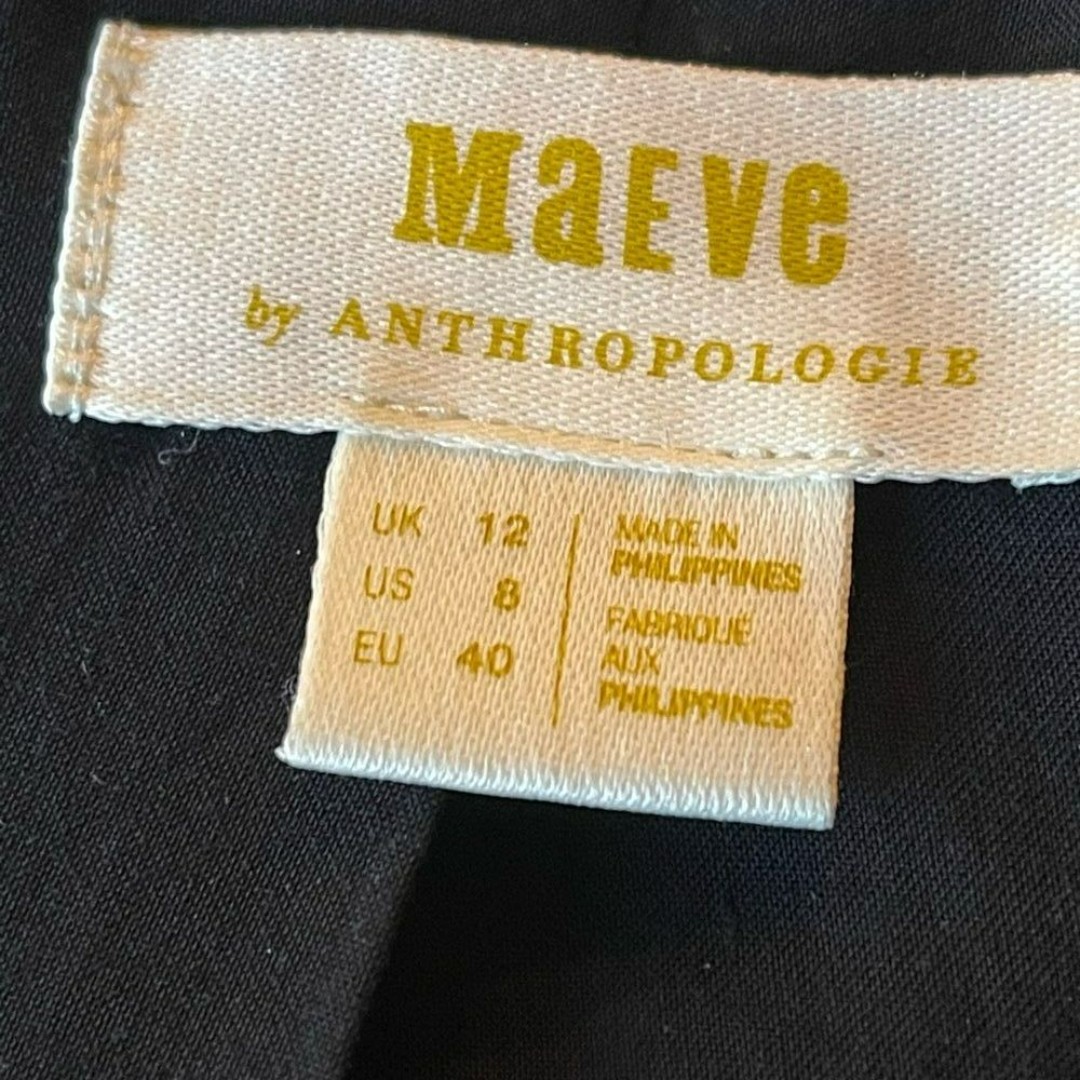 Maeve
by ANTHROPOLOGIE
UK 12
US 8
EU 40
MADE IN
PHILIPPINES
FABRIQUÉ
AUX
PHILIPPINES